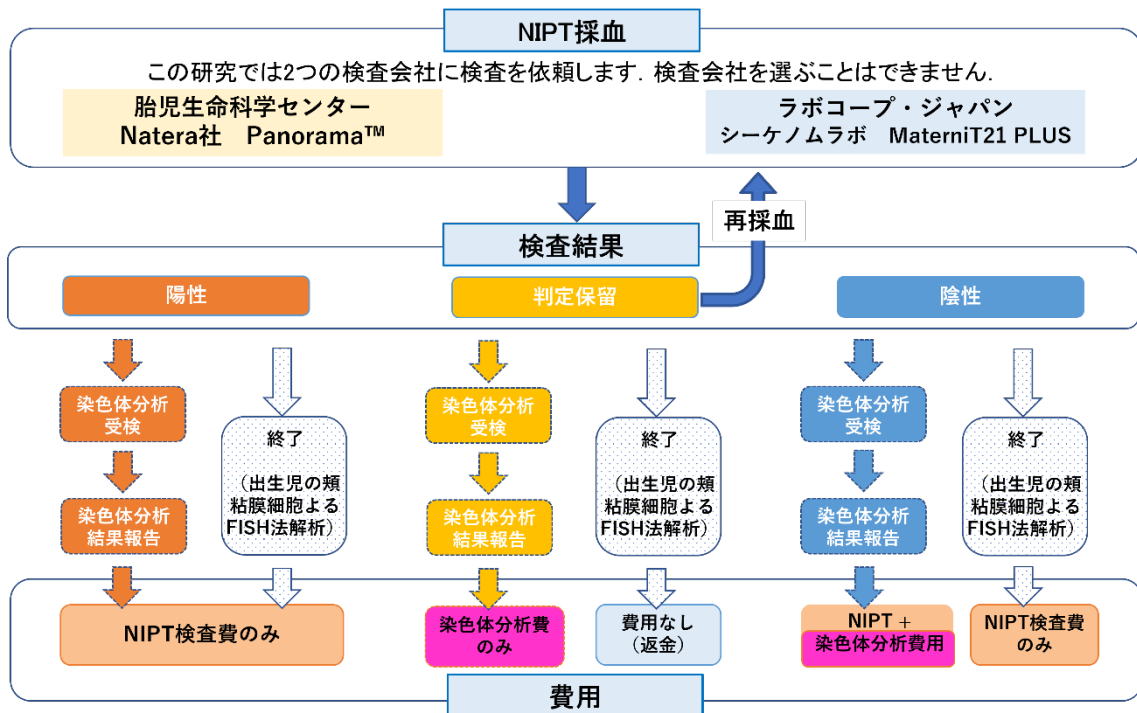 NIPT採血
この研究では2つの検査会社に検査を依頼します．検査会社を選ぶことはできません．
胎児生命科学センター
Natera社　Panorama™
ラボコープ・ジャパン
シーケノムラボ　MaterniT21 PLUS
再採血
検査結果
陽性
判定保留
陰性
染色体分析
受検
終了
（出生児の頬
粘膜細胞よる
FISH法解析）
染色体分析
結果報告
染色体分析
受検
終了
（出生児の頬
粘膜細胞よる
FISH法解析）
染色体分析
結果報告
染色体分析
受検
終了
（出生児の頬
粘膜細胞よる
FISH法解析）
染色体分析
結果報告
NIPT検査費のみ
染色体分析費
のみ
費用なし
（返金）
NIPT +
染色体分析費用
NIPT検査費
のみ
費用